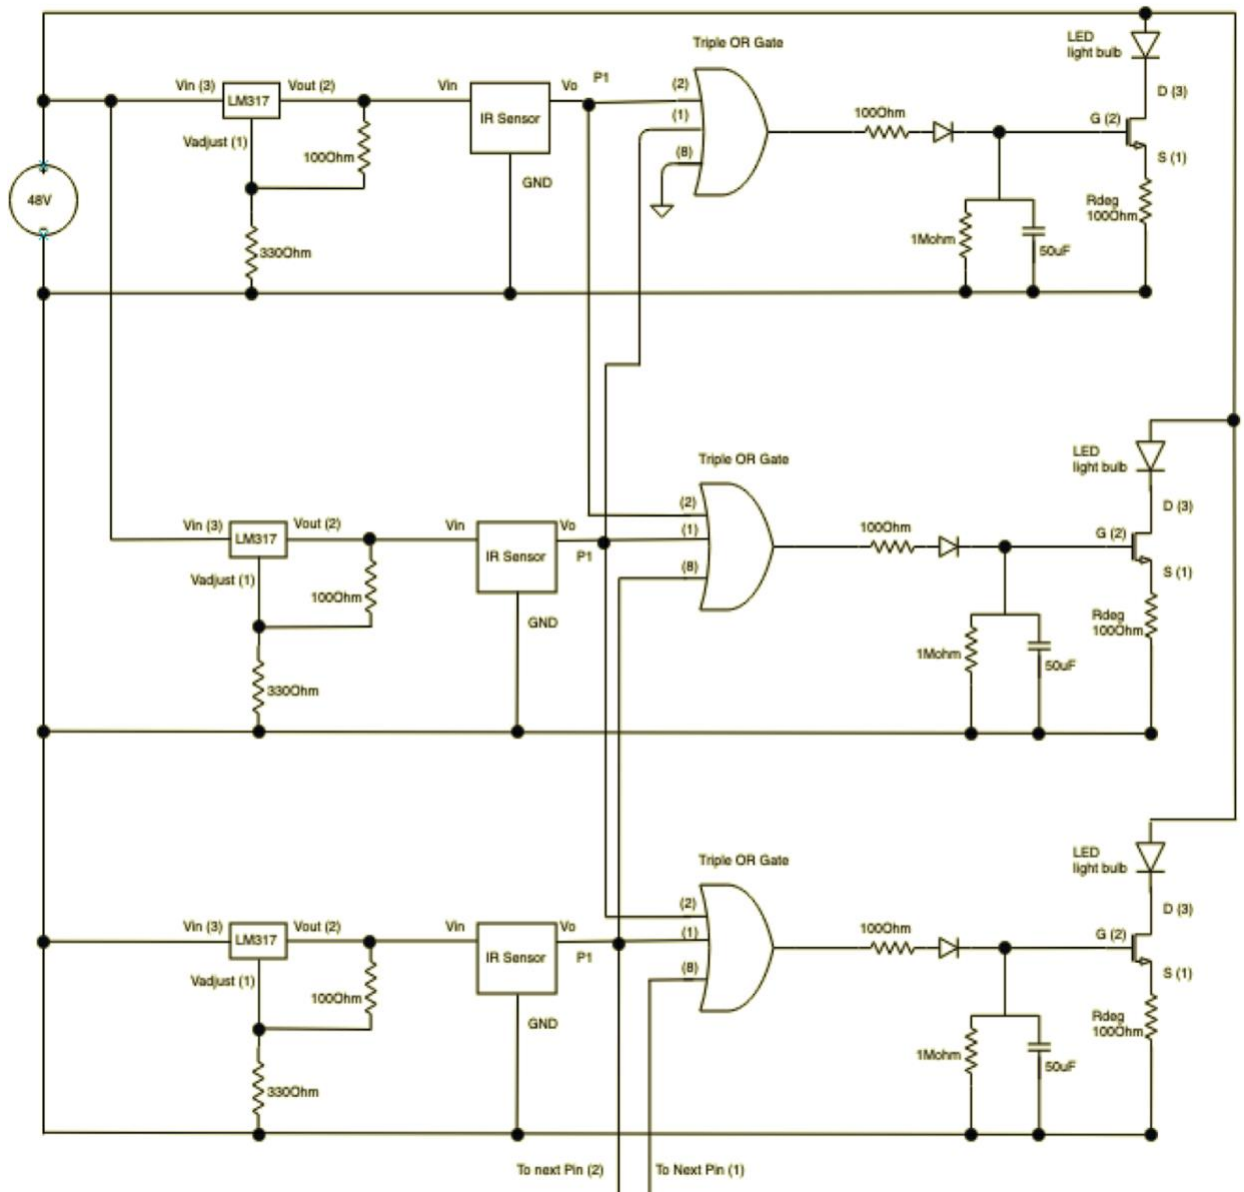 Triple OR Gate
LED
light bulb
Vin (3)
Vout (2)
LM317
Vin
Vo
P1
(2)
IR Sensor
(1)
100Ohm
D (3)
G (2)
Vadjust (1)
100Ohm
(8)
S (1)
GND
48V
Rdeg
100Ohm
330Ohm
1Mohm
50uF
Triple OR Gate
LED
light bulb
Vin (3)
Vout (2)
LM317
Vin
Vo
P1
(2)
(1)
IR Sensor
100Ohm
D (3)
G (2)
Vadjust (1)
100Ohm
(8)
S (1)
GND
Rdeg
100Ohm
330Ohm
1Mohm
50uF
Triple OR Gate
LED
light bulb
Vin (3)
Vout (2)
LM317
Vin
Vo
P1
(2)
(1)
IR Sensor
100Ohm
D (3)
G (2)
Vadjust (1)
100Ohm
(8)
S (1)
GND
Rdeg
100Ohm
330Ohm
1Mohm
50uF
To next Pin (2)
To Next Pin (1)